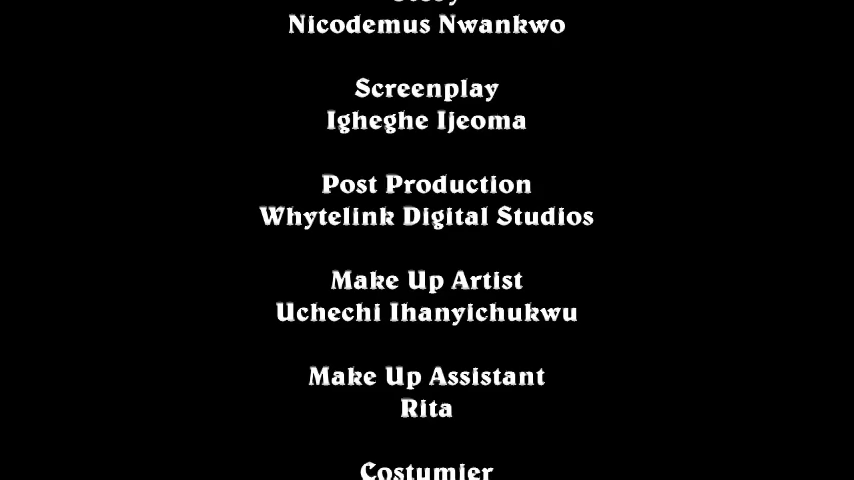 Nicodemus Nwankwo
Screenplay
Igheghe Ijeoma
Post Production
Whytelink Digital Studios
Make Up Artist
Uchechi Ihanyichukwu
Make Up Assistant
Rita
Costumier